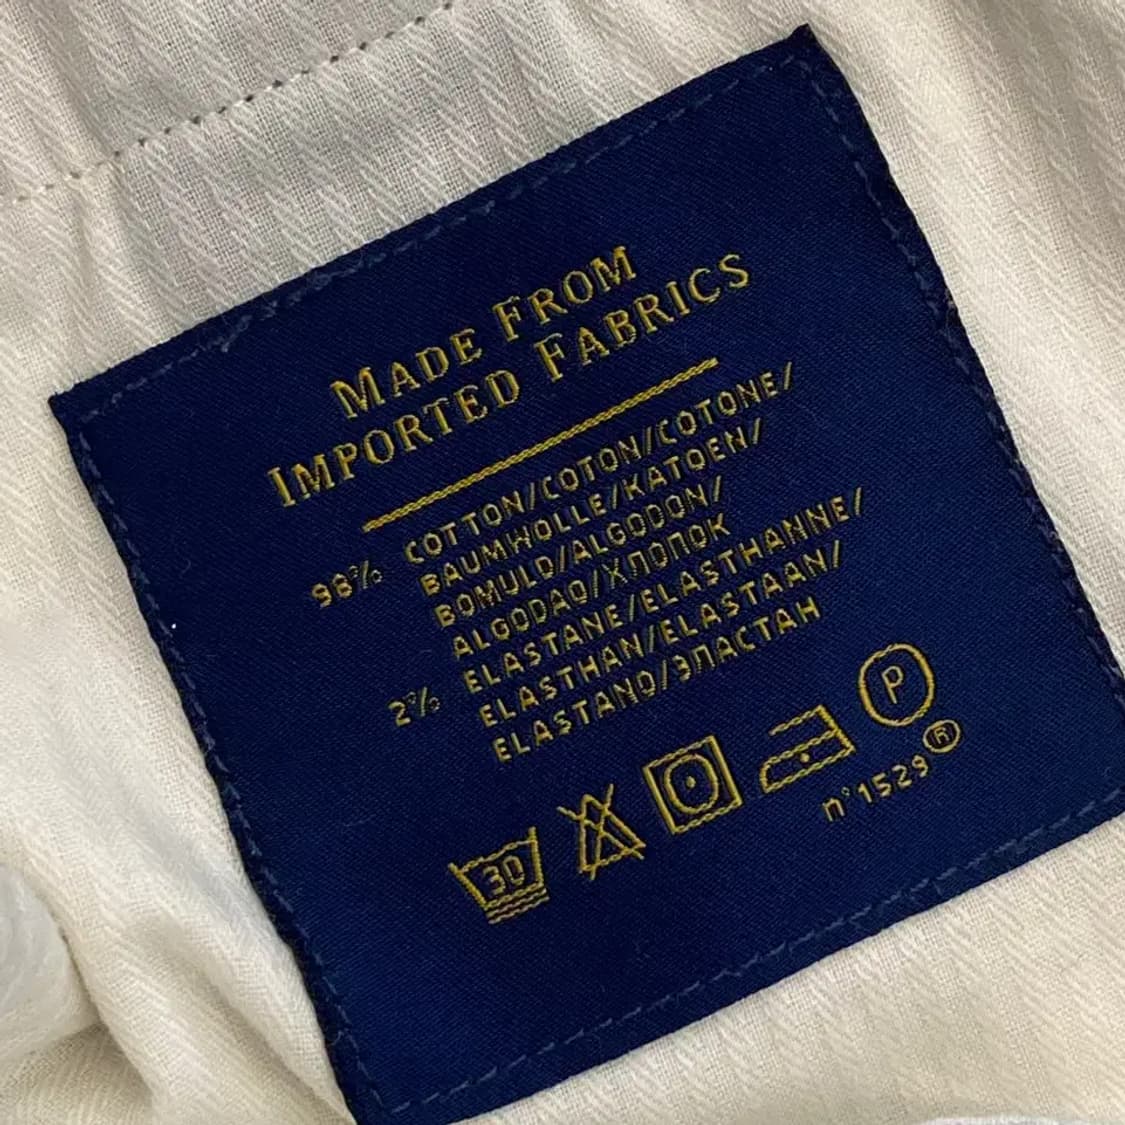 MADE FROM
IMPORTED FABRICS
98% COTTON/COTON/COTONE/
BAUMWOLLE/KATOEN/
BOMULD/ALGODON/
ALGODAO/ХЛОПОК
2% ELASTANE/ELASTHANNE/
ELASTHAN/ELASTAAN/
ELASTANO/ЭЛАСТАН
30 P
n°1529 ®